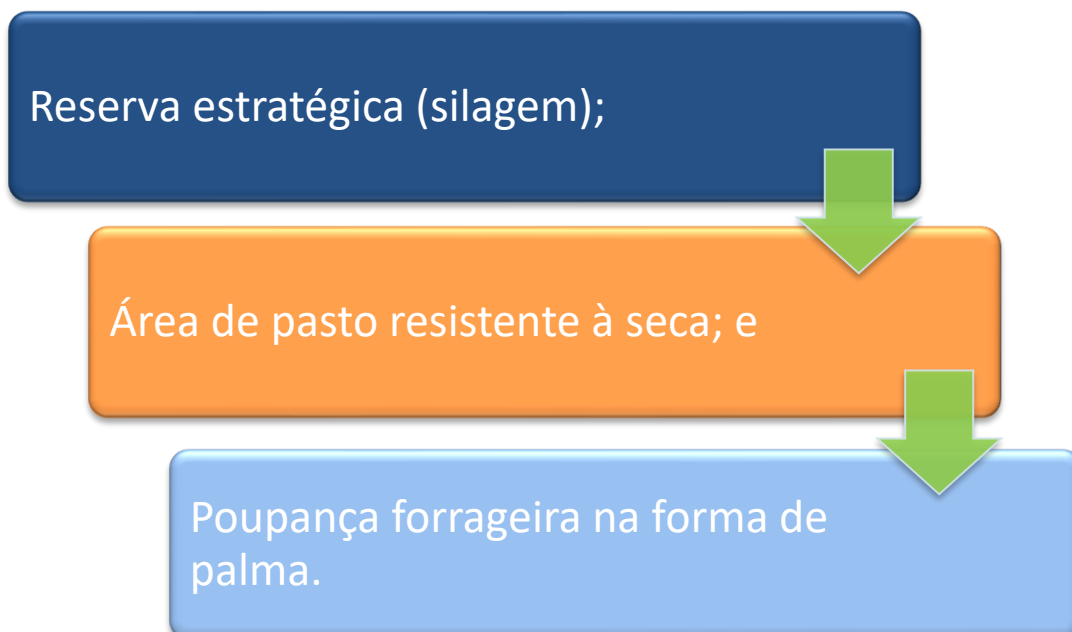 Reserva estratégica (silagem);
Área de pasto resistente à seca; e
Poupança forrageira na forma de
palma.